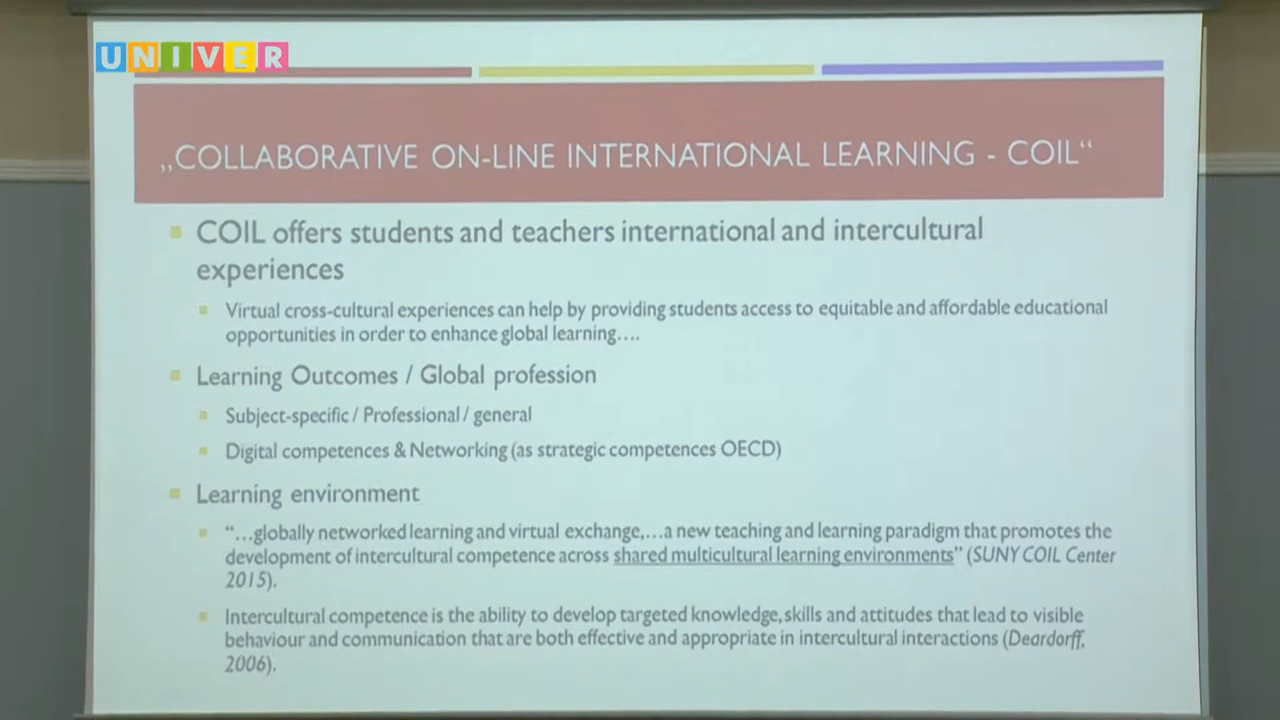 UNIVER
„COLLABORATIVE ON-LINE INTERNATIONAL LEARNING - COIL“
COIL offers students and teachers international and intercultural
experiences
Virtual cross-cultural experiences can help by providing students access to equitable and affordable educational
opportunities in order to enhance global learning….
Learning Outcomes / Global profession
Subject-specific / Professional / general
Digital competences & Networking (as strategic competences OECD)
Learning environment
“…globally networked learning and virtual exchange,…a new teaching and learning paradigm that promotes the
development of intercultural competence across shared multicultural learning environments” (SUNY COIL Center
2015).
Intercultural competence is the ability to develop targeted knowledge, skills and attitudes that lead to visible
behaviour and communication that are both effective and appropriate in intercultural interactions (Deardorff,
2006).